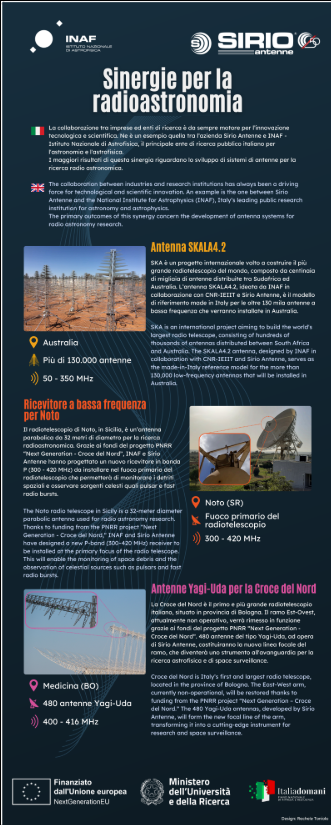 INAF
ISTITUTO NAZIONALE
DI ASTROFISICA
SIRIO
antenne
Sinergie per la
radioastronomia
La collaborazione tra imprese ed enti di ricerca è da sempre motore per l'innovazione
tecnologica e scientifica. Ne è un esempio quella tra l'azienda Sirio Antenne e INAF -
Istituto Nazionale di Astrofisica, il principale ente di ricerca pubblico italiano per
l'astronomia e l'astrofisica.
I maggiori risultati di questa sinergia riguardano lo sviluppo di sistemi di antenne per la
ricerca radio astronomica.
The collaboration between industries and research institutions has always been a driving
force for technological and scientific innovation. An example is the one between Sirio
Antenne and the National Institute for Astrophysics (INAF), Italy's leading public research
institution for astronomy and astrophysics.
The primary outcomes of this synergy concern the development of antenna systems for
radio astronomy research.
Antenna SKALA4.2
SKA è un progetto internazionale volto a costruire il più
grande radiotelescopio del mondo, composto da centinaia
di migliaia di antenne distribuite tra Sudafrica ed
Australia. L'antenna SKALA4.2, ideata da INAF in
collaborazione con CNR-IEIIT e Sirio Antenne, è il modello
di riferimento made in Italy per le oltre 130 mila antenne a
bassa frequenza che verranno installate in Australia.
SKA is an international project aiming to build the world's
largest radio telescope, consisting of hundreds of
thousands of antennas distributed between South Africa
and Australia. The SKALA4.2 antenna, designed by INAF in
collaboration with CNR-IEIIT and Sirio Antenne, serves as
the made-in-Italy reference model for the more than
130,000 low-frequency antennas that will be installed in
Australia.
Australia
Più di 130.000 antenne
50 - 350 MHz
Ricevitore a bassa frequenza
per Noto
Il radiotelescopio di Noto, in Sicilia, è un'antenna
parabolica da 32 metri di diametro per la ricerca
radioastronomica. Grazie ai fondi del progetto PNRR
"Next Generation - Croce del Nord", INAF e Sirio
Antenne hanno progettato un nuovo ricevitore in banda
P (300 - 420 MHz) da installare nel fuoco primario del
radiotelescopio che permetterà di monitorare i detriti
spaziali e osservare sorgenti celesti quali pulsar e fast
radio bursts.
The Noto radio telescope in Sicily is a 32-meter diameter
parabolic antenna used for radio astronomy research.
Thanks to funding from the PNRR project "Next
Generation - Croce del Nord," INAF and Sirio Antenne
have designed a new P-band (300-420 MHz) receiver to
be installed at the primary focus of the radio telescope.
This will enable the monitoring of space debris and the
observation of celestial sources such as pulsars and fast
radio bursts.
Noto (SR)
Fuoco primario del
radiotelescopio
300 - 420 MHz
Antenne Yagi-Uda per la Croce del Nord
La Croce del Nord è il primo e più grande radiotelescopio
italiano, situato in provincia di Bologna. Il ramo Est-Ovest,
attualmente non operativo, verrà rimesso in funzione
grazie ai fondi del progetto PNRR "Next Generation -
Croce del Nord". 480 antenne del tipo Yagi-Uda, ad opera
di Sirio Antenne, costituiranno la nuova linea focale del
ramo, che diventerà uno strumento all'avanguardia per la
ricerca astrofisica e di space surveillance.
Croce del Nord is Italy's first and largest radio telescope,
located in the province of Bologna. The East-West arm,
currently non-operational, will be restored thanks to
funding from the PNRR project "Next Generation – Croce
del Nord." The 480 Yagi-Uda antennas, developed by Sirio
Antenne, will form the new focal line of the arm,
transforming it into a cutting-edge instrument for
research and space surveillance.
Medicina (BO)
480 antenne Yagi-Uda
400 - 416 MHz
Finanziato
dall'Unione europea
NextGenerationEU
Ministero
dell'Università
e della Ricerca
Italiadomani